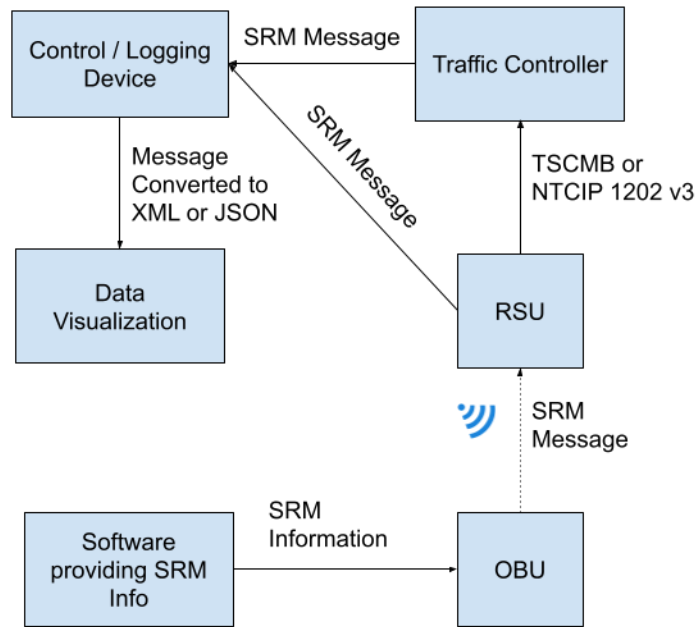 Control / Logging
Device
SRM Message
Traffic Controller
SRM Message
Message
Converted to
XML or JSON
TSCMB or
NTCIP 1202 v3
Data
Visualization
RSU
SRM
Message
SRM
Information
Software
providing SRM
Info
OBU